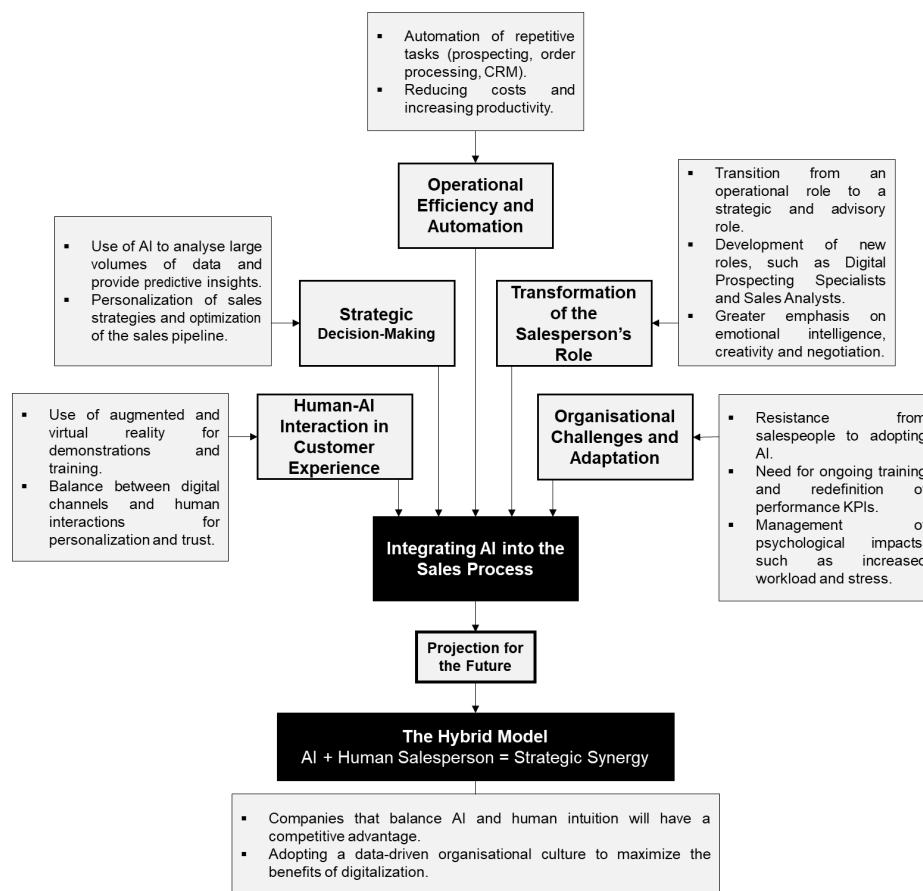 ▪ Automation of repetitive
tasks (prospecting, order
processing, CRM).
▪ Reducing costs and
increasing productivity.
Operational
Efficiency and
Automation
▪ Transition from an
operational role to a
strategic and advisory
role.
▪ Development of new
roles, such as Digital
Prospecting Specialists
and Sales Analysts.
▪ Greater emphasis on
emotional intelligence,
creativity and negotiation.
▪ Use of AI to analyse large
volumes of data and
provide predictive insights.
▪ Personalization of sales
strategies and optimization
of the sales pipeline.
Strategic
Decision-Making
Transformation of the
Salesperson's
Role
▪ Use of augmented and
virtual reality for
demonstrations and
training.
▪ Balance between digital
channels and human
interactions for
personalization and trust.
Human-AI
Interaction in
Customer
Experience
Organisational
Challenges and
Adaptation
▪ Resistance from
salespeople to adopting
AI.
▪ Need for ongoing training
and redefinition of
performance KPIs.
▪ Management of
psychological impacts,
such as increased
workload and stress.
Integrating AI into the
Sales Process
Projection for
the Future
The Hybrid Model
AI + Human Salesperson = Strategic Synergy
▪ Companies that balance AI and human intuition will have a
competitive advantage.
▪ Adopting a data-driven organisational culture to maximize the
benefits of digitalization.